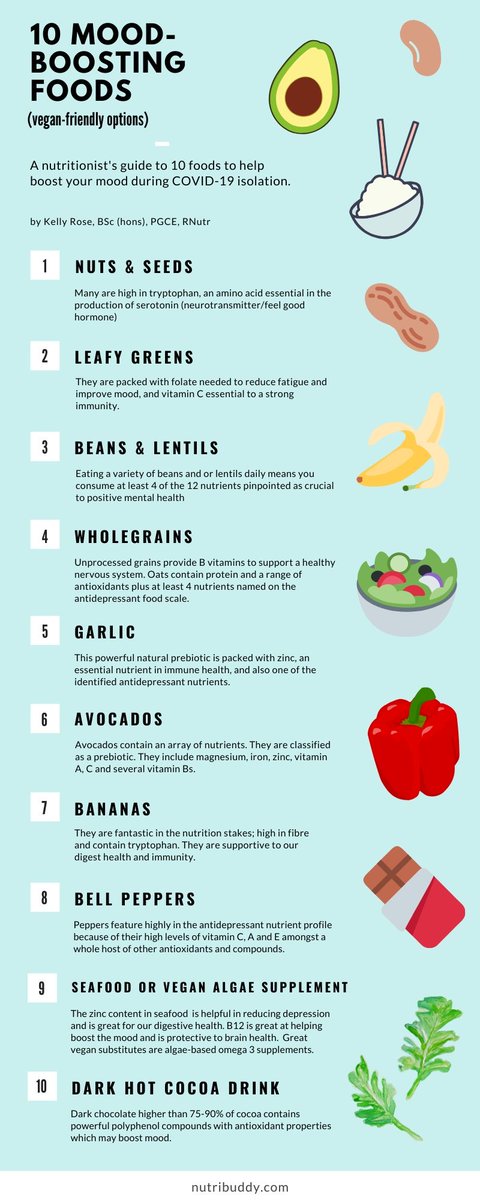 10 MOOD-
BOOSTING
FOODS
(vegan-friendly options)
A nutritionist's guide to 10 foods to help
boost your mood during COVID-19 isolation.
by Kelly Rose, BSc (hons), PGCE, RNutr
1
NUTS & SEEDS
Many are high in tryptophan, an amino acid essential in the
production of serotonin (neurotransmitter/feel good
hormone)
2
LEAFY GREENS
They are packed with folate needed to reduce fatigue and
improve mood, and vitamin C essential to a strong
immunity.
3
BEANS & LENTILS
Eating a variety of beans and or lentils daily means you
consume at least 4 of the 12 nutrients pinpointed as crucial
to positive mental health
4
WHOLEGRAINS
Unprocessed grains provide B vitamins to support a healthy
nervous system. Oats contain protein and a range of
antioxidants plus at least 4 nutrients named on the
antidepressant food scale.
5
GARLIC
This powerful natural prebiotic is packed with zinc, an
essential nutrient in immune health, and also one of the
identified antidepressant nutrients.
6
AVOCADOS
Avocados contain an array of nutrients. They are classified
as a prebiotic. They include magnesium, iron, zinc, vitamin
A, C and several vitamin Bs.
7
BANANAS
They are fantastic in the nutrition stakes; high in fibre
and contain tryptophan. They are supportive to our
digest health and immunity.
8
BELL PEPPERS
Peppers feature highly in the antidepressant nutrient profile
because of their high levels of vitamin C, A and E amongst a
whole host of other antioxidants and compounds.
9
SEAFOOD OR VEGAN ALGAE SUPPLEMENT
The zinc content in seafood is helpful in reducing depression
and is great for our digestive health. B12 is great at helping
boost the mood and is protective to brain health. Great
vegan substitutes are algae-based omega 3 supplements.
10
DARK HOT COCOA DRINK
Dark chocolate higher than 75-90% of cocoa contains
powerful polyphenol compounds with antioxidant properties
which may boost mood.
nutribuddy.com